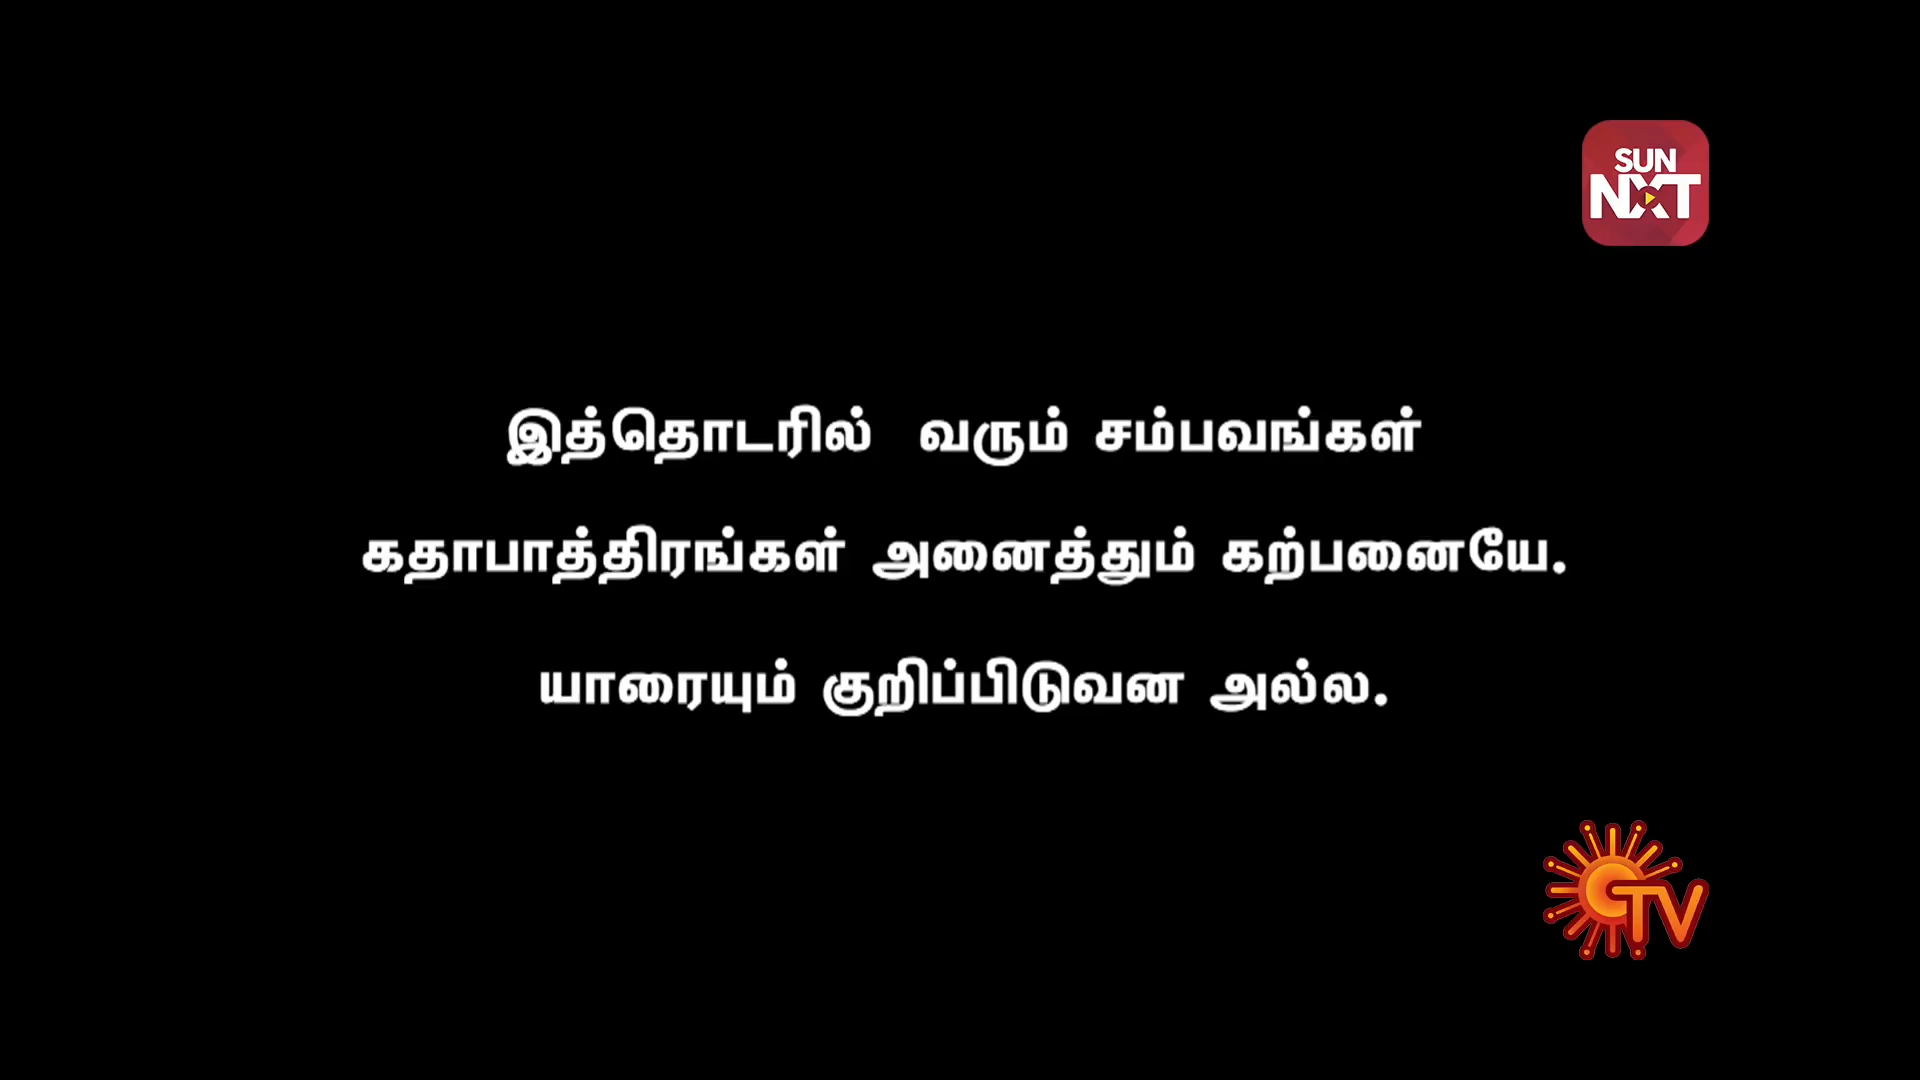 SUN
NXT
இத்தொடரில் வரும் சம்பவங்கள்
கதாபாத்திரங்கள் அனைத்தும் கற்பனையே.
யாரையும் குறிப்பிடுவன அல்ல.
TV